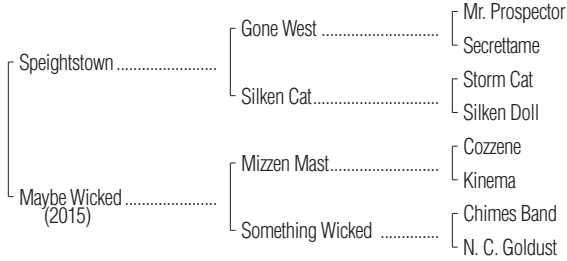 Mr. Prospector
Gone West ..............................
Secrettame
Speightstown .........................
Storm Cat
Silken Cat................................
Silken Doll
Cozzene
Mizzen Mast............................
Kinema
Maybe Wicked .......................
(2015)
Chimes Band
Something Wicked ...............
N. C. Goldust